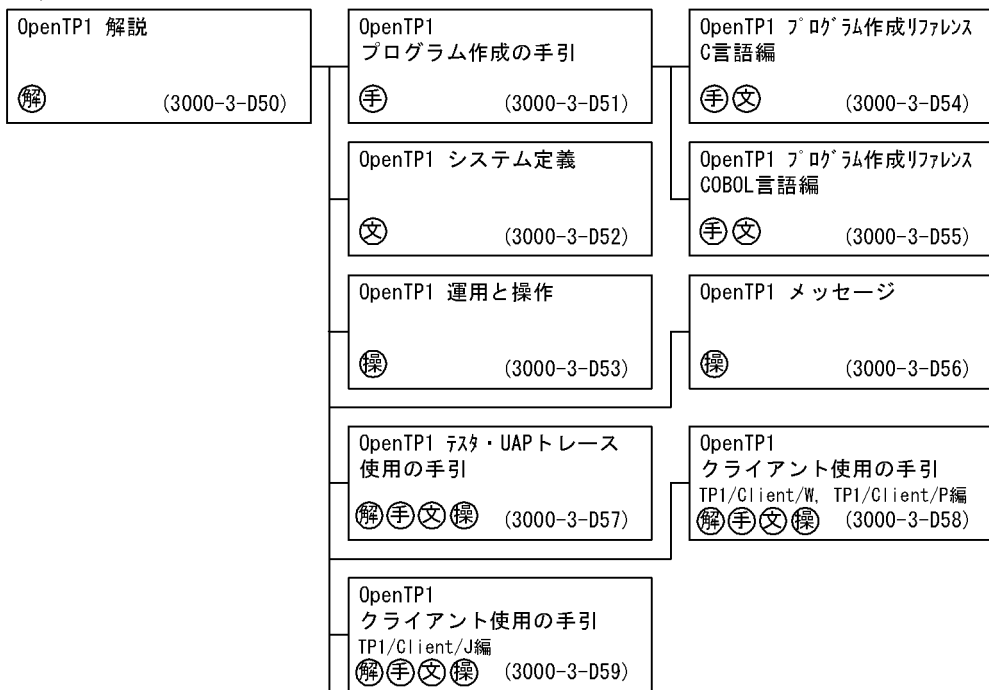 OpenTP1 解説
解 (3000-3-D50)
OpenTP1
プログラム作成の手引
手 (3000-3-D51)
OpenTP1 プログラム作成リファレンス
C言語編
手 文 (3000-3-D54)
OpenTP1 システム定義
文 (3000-3-D52)
OpenTP1 プログラム作成リファレンス
COBOL言語編
手 文 (3000-3-D55)
OpenTP1 運用と操作
操 (3000-3-D53)
OpenTP1 メッセージ
操 (3000-3-D56)
OpenTP1 テスタ・UAPトレース
使用の手引
解 手 文 操 (3000-3-D57)
OpenTP1
クライアント使用の手引
TP1/Client/W, TP1/Client/P編
解 手 文 操 (3000-3-D58)
OpenTP1
クライアント使用の手引
TP1/Client/J編
解 手 文 操 (3000-3-D59)